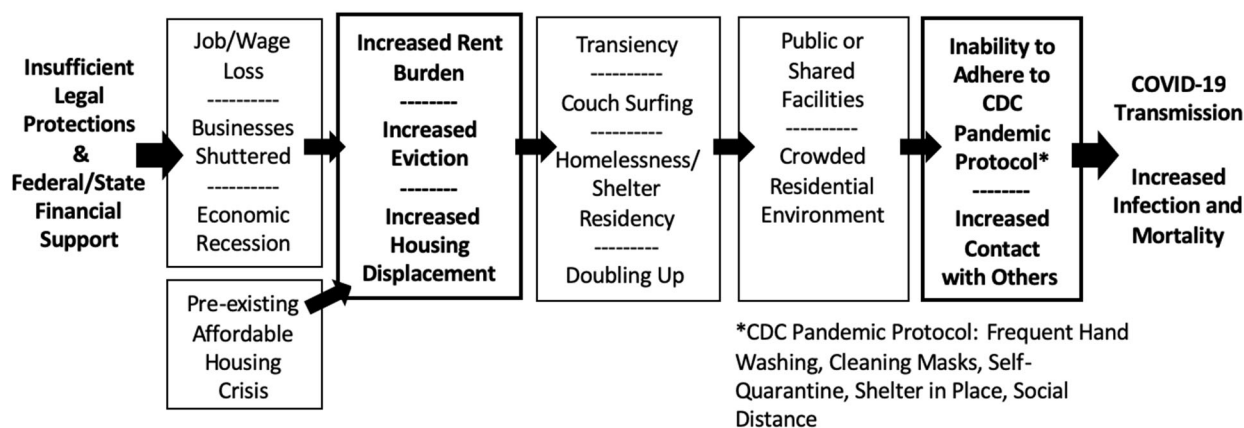 Insufficient
Legal
Protections
&
Federal/State
Financial
Support
Job/Wage
Loss
----------
Businesses
Shuttered
----------
Economic
Recession
Pre-existing
Affordable
Housing
Crisis
Increased Rent
Burden
--------
Increased
Eviction
--------
Increased
Housing
Displacement
Transiency
----------
Couch Surfing
----------
Homelessness/
Shelter
Residency
---------
Doubling Up
Public or
Shared
Facilities
----------
Crowded
Residential
Environment
Inability to
Adhere to
CDC
Pandemic
Protocol*
--------
Increased
Contact
with Others
COVID-19
Transmission
Increased
Infection and
Mortality
*CDC Pandemic Protocol: Frequent Hand
Washing, Cleaning Masks, Self-
Quarantine, Shelter in Place, Social
Distance